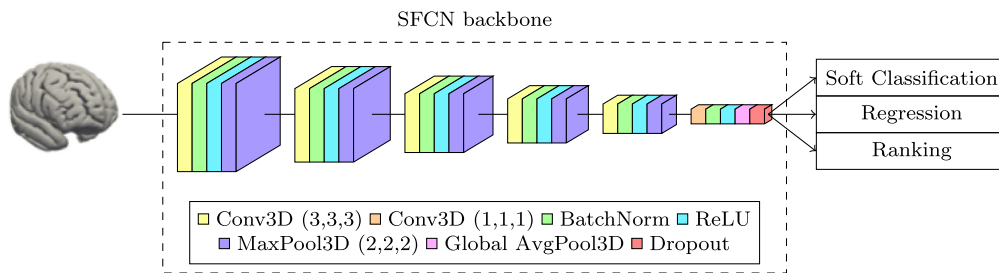 SFCN backbone
Soft Classification
Regression
Ranking
Conv3D (3,3,3) Conv3D (1,1,1) BatchNorm ReLU
MaxPool3D (2,2,2) Global AvgPool3D Dropout